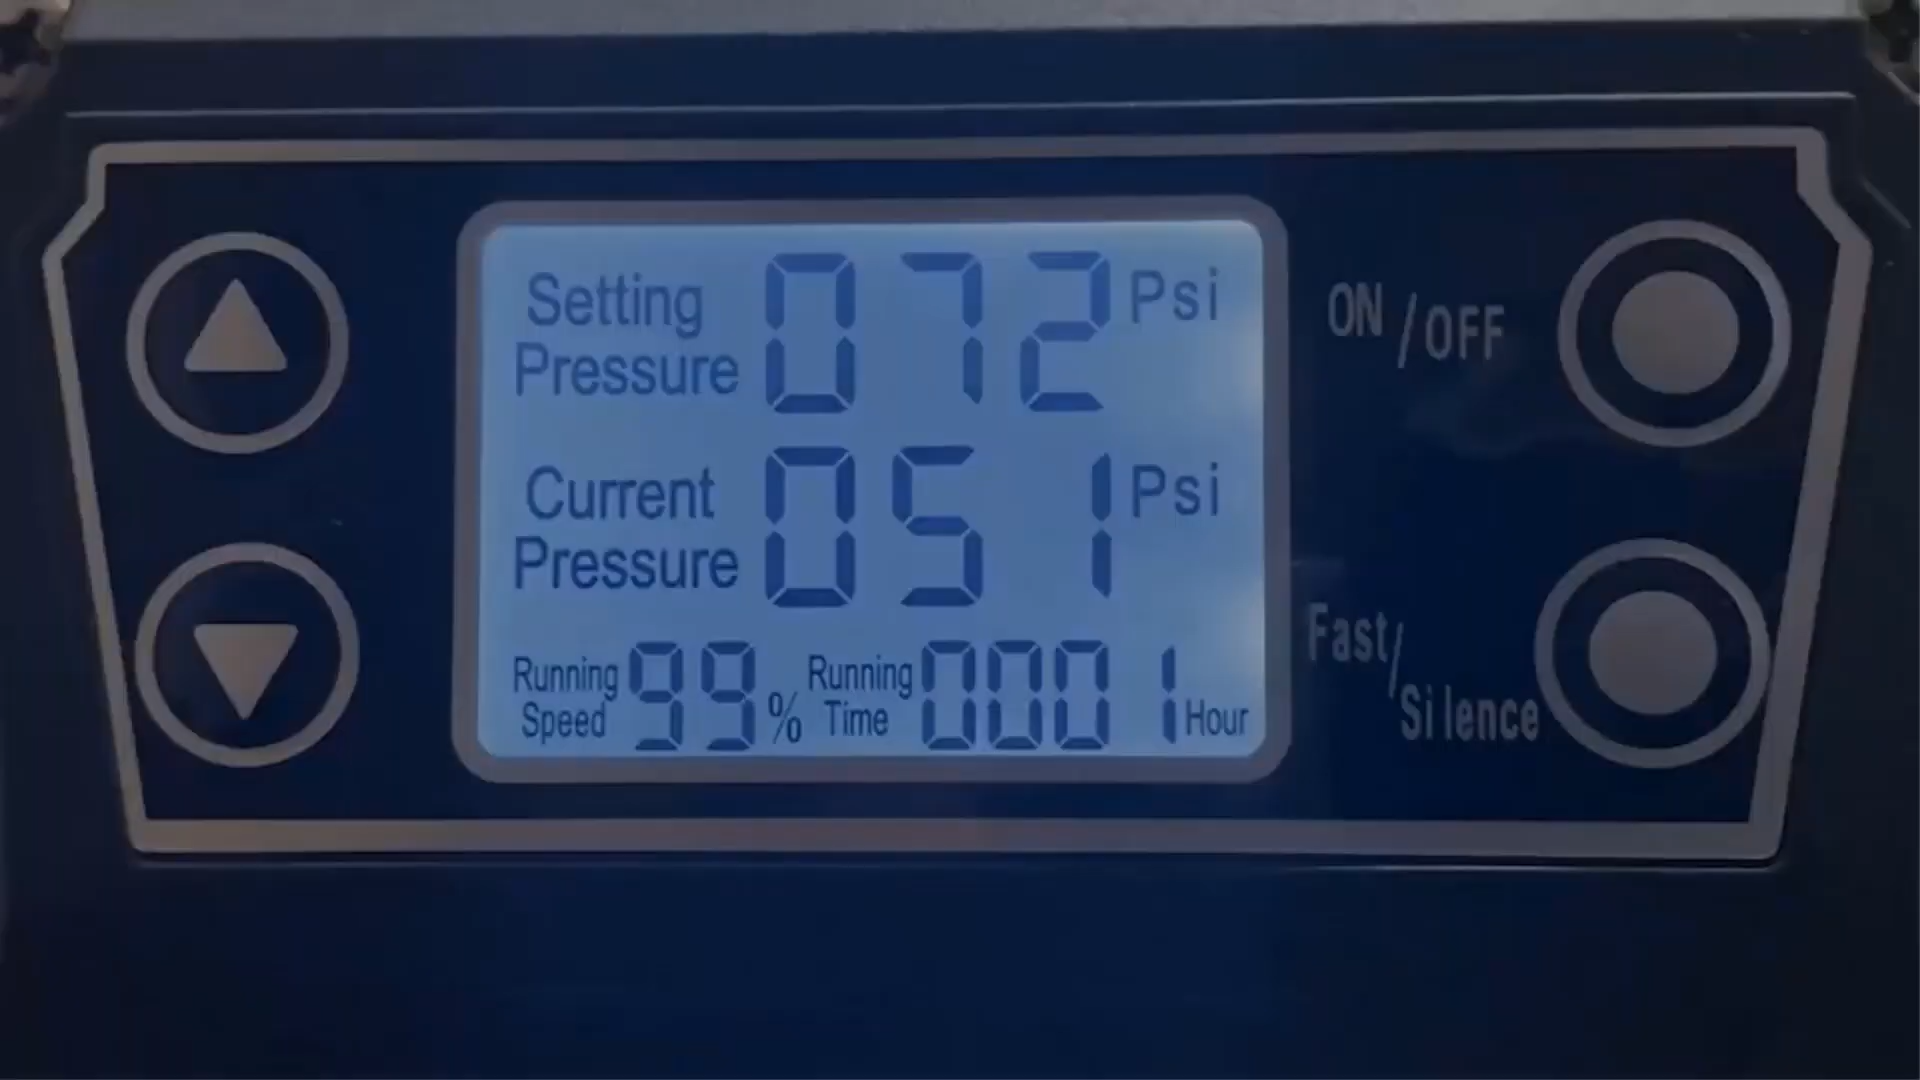 Setting Pressure 072 Psi
Current Pressure 051 Psi
Running Speed 99 % Running Time 0001 Hour
ON/OFF
Fast/Silence